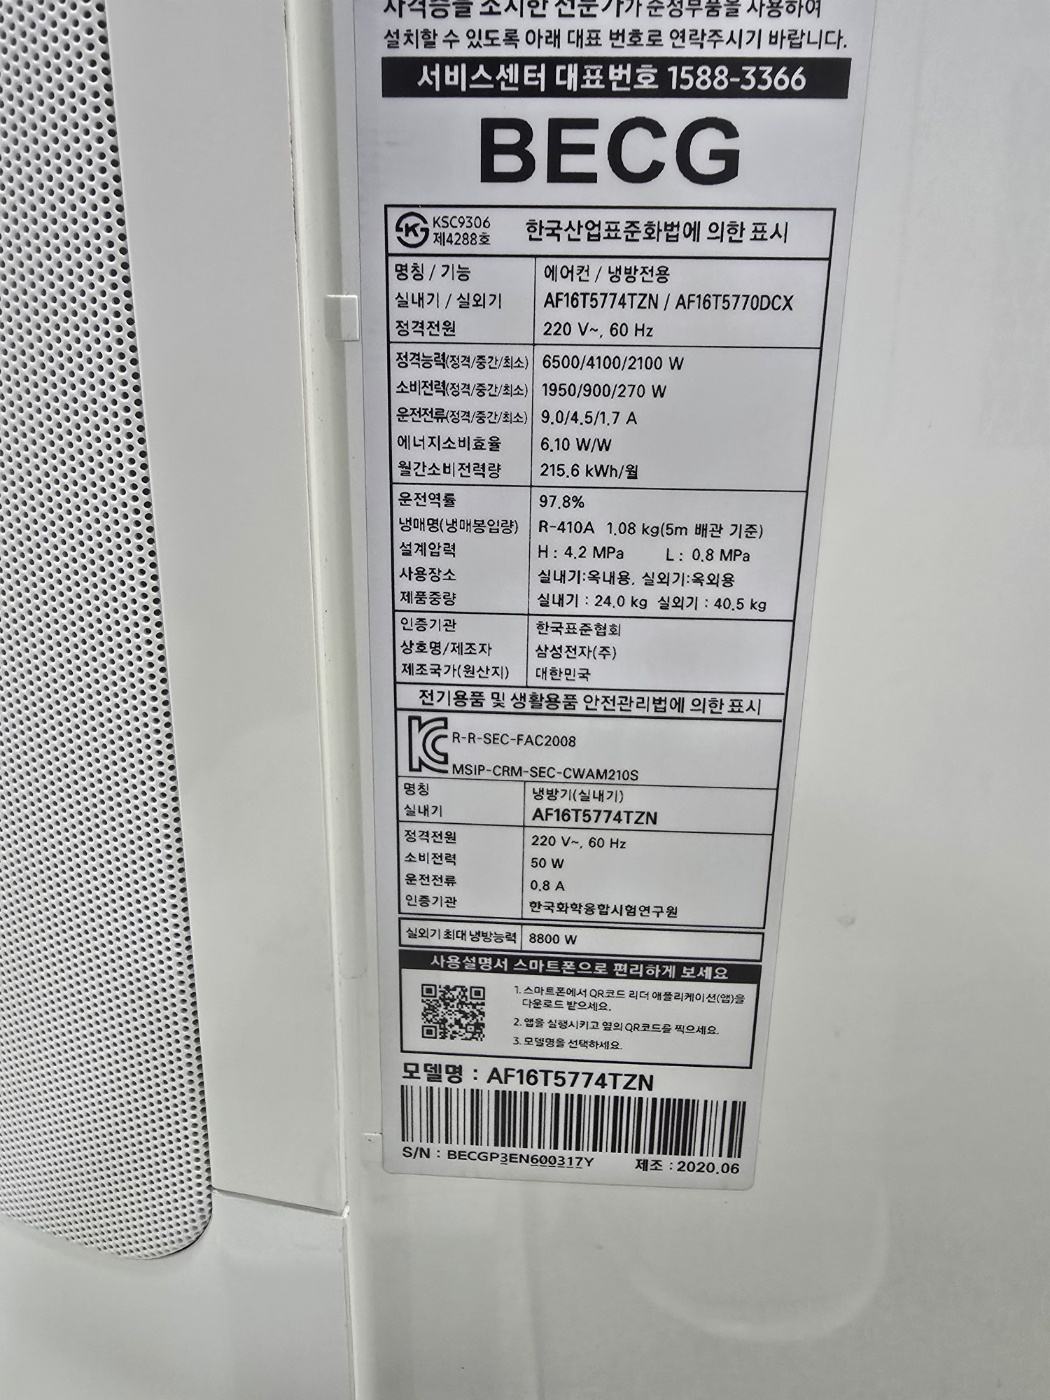 자격증을 소지한 전문가가 순정부품을 사용하여
설치할 수 있도록 아래 대표 번호로 연락주시기 바랍니다.
서비스센터 대표번호 1588-3366
BECG
KSC9306
제4288호
한국산업표준화법에 의한 표시
명칭 / 기능 에어컨 / 냉방전용
실내기 / 실외기 AF16T5774TZN / AF16T5770DCX
정격전원 220 V~, 60 Hz
정격능력(정격/중간/최소) 6500/4100/2100 W
소비전력(정격/중간/최소) 1950/900/270 W
운전전류(정격/중간/최소) 9.0/4.5/1.7 A
에너지소비효율 6.10 W/W
월간소비전력량 215.6 kWh/월
운전역률 97.8%
냉매명(냉매봉입량) R-410A 1.08 kg(5m 배관 기준)
설계압력 H : 4.2 MPa L : 0.8 MPa
사용장소 실내기:옥내용, 실외기:옥외용
제품중량 실내기 : 24.0 kg 실외기 : 40.5 kg
인증기관 한국표준협회
상호명/제조자 삼성전자(주)
제조국가(원산지) 대한민국
전기용품 및 생활용품 안전관리법에 의한 표시
R-R-SEC-FAC2008
MSIP-CRM-SEC-CWAM210S
명칭 냉방기(실내기)
실내기 AF16T5774TZN
정격전원 220 V~, 60 Hz
소비전력 50 W
운전전류 0.8 A
인증기관 한국화학융합시험연구원
실외기 최대 냉방능력 8800 W
사용설명서 스마트폰으로 편리하게 보세요
1. 스마트폰에서 QR코드 리더 애플리케이션(앱)을
다운로드 받으세요.
2. 앱을 실행시키고 옆의 QR코드를 찍으세요.
3. 모델명을 선택하세요.
모델명 : AF16T5774TZN
S/N : BECGP3EN600317Y 제조 : 2020.06